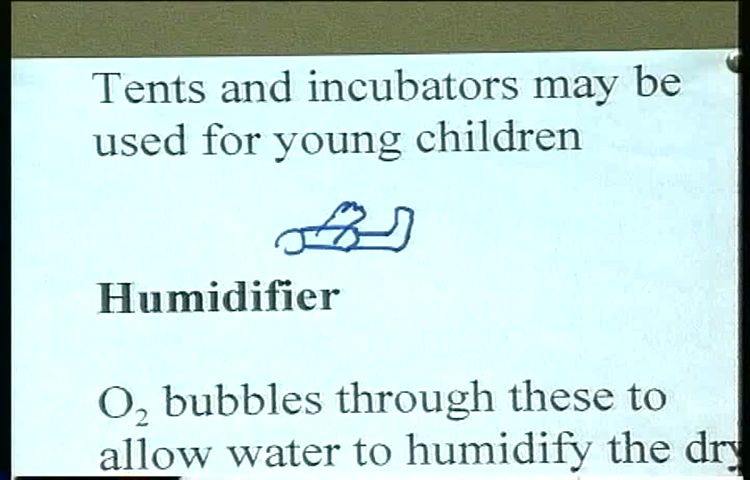 Tents and incubators may be
used for young children
Humidifier
O₂ bubbles through these to
allow water to humidify the dry